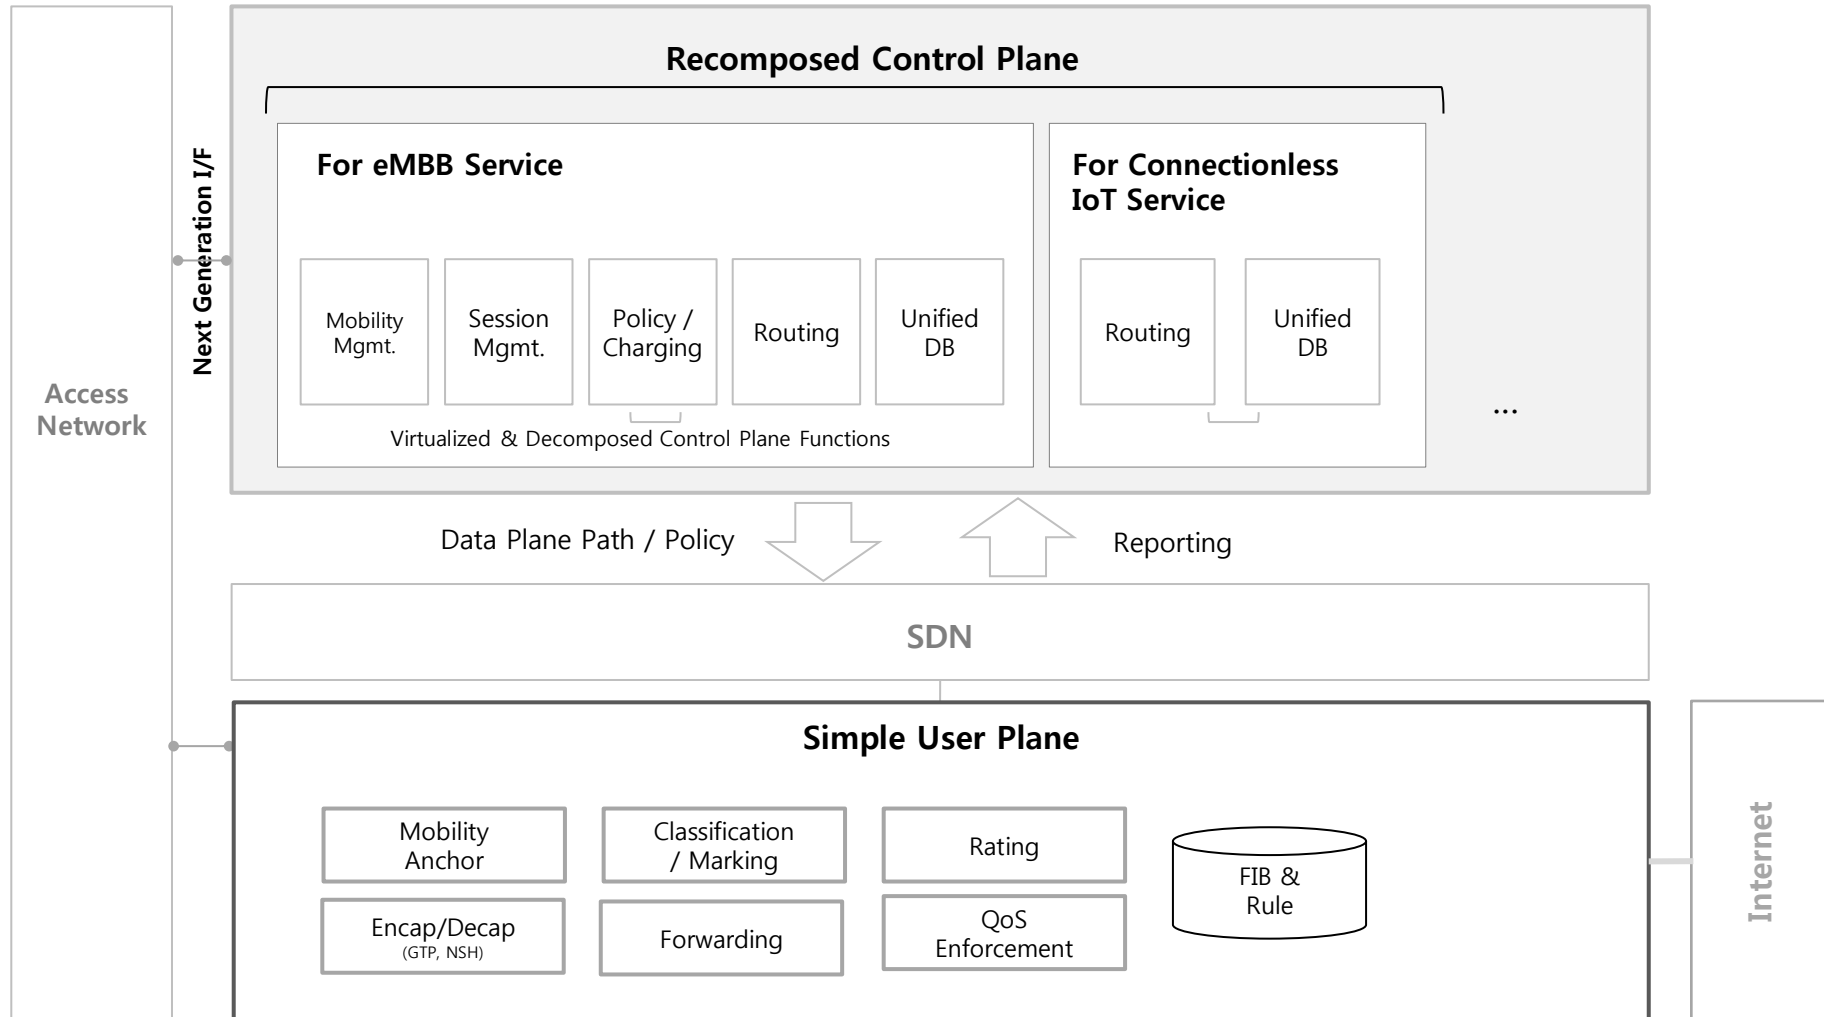 Recomposed Control Plane
For eMBB Service
For Connectionless
IoT Service
Next Generation I/F
Mobility
Mgmt.
Session
Mgmt.
Policy /
Charging
Routing
Unified
DB
Routing
Unified
DB
...
Virtualized & Decomposed Control Plane Functions
Access
Network
Data Plane Path / Policy
Reporting
SDN
Simple User Plane
Mobility
Anchor
Classification
/ Marking
Rating
FIB &
Rule
Encap/Decap
(GTP, NSH)
Forwarding
QoS
Enforcement
Internet